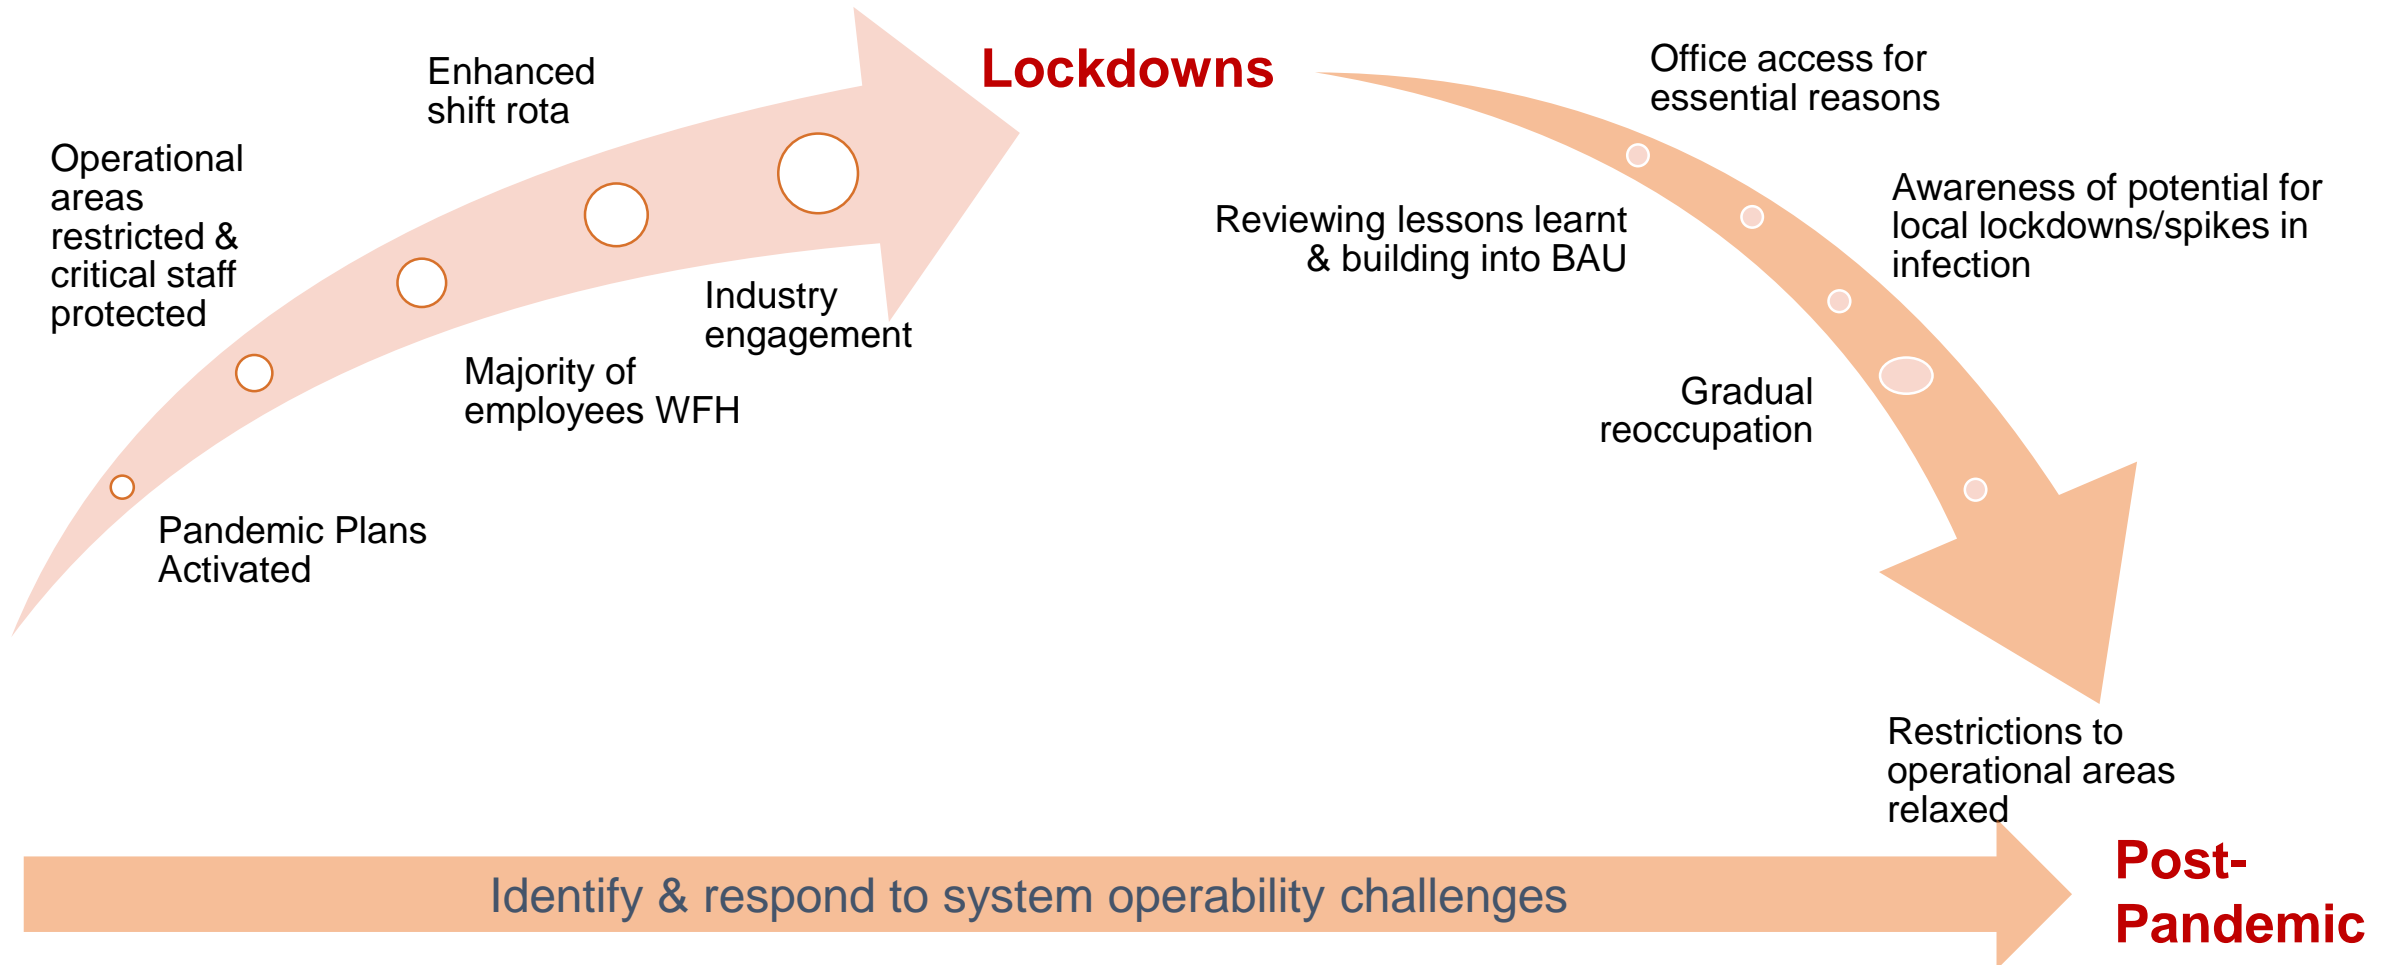 Pandemic Plans
Activated
Operational
areas
restricted &
critical staff
protected
Majority of
employees WFH
Enhanced
shift rota
Industry
engagement
Lockdowns
Office access for
essential reasons
Reviewing lessons learnt
& building into BAU
Awareness of potential for
local lockdowns/spikes in
infection
Gradual
reoccupation
Restrictions to
operational areas
relaxed
Identify & respond to system operability challenges
Post-
Pandemic